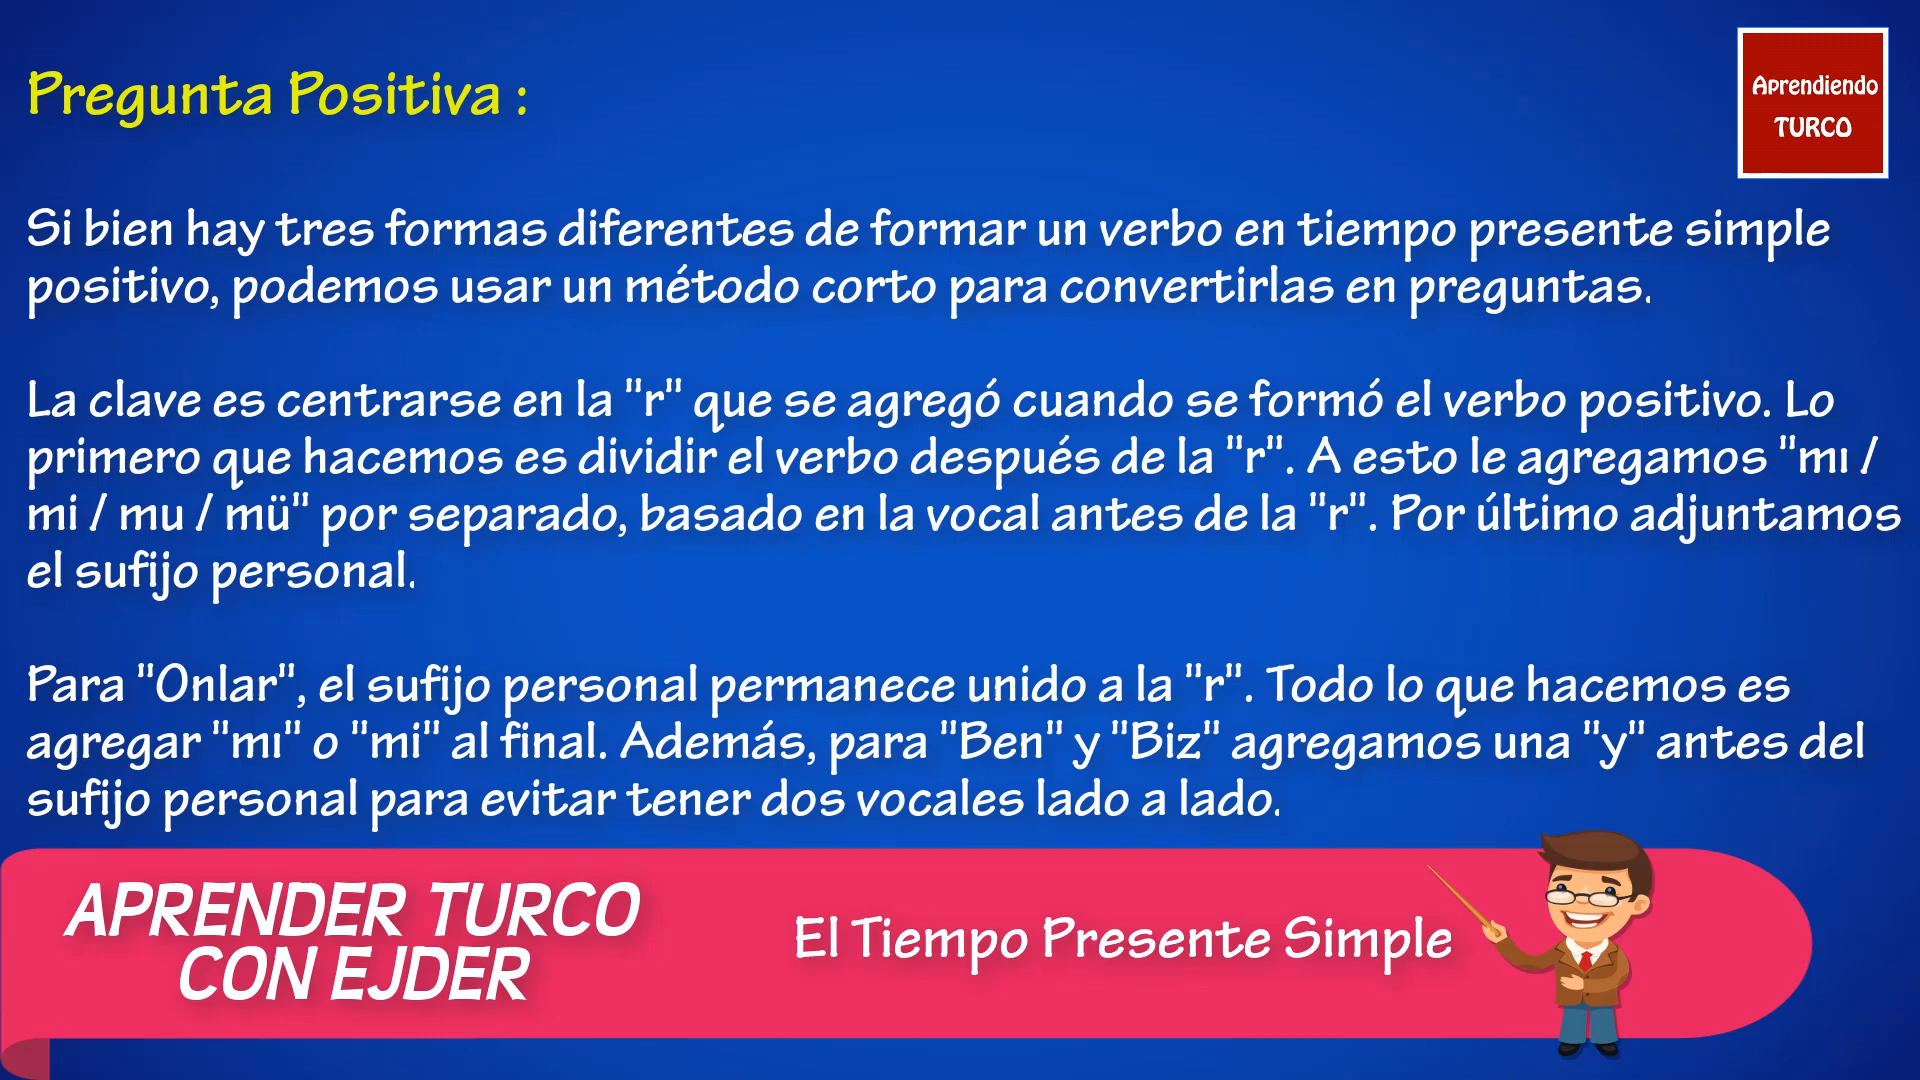 Pregunta Positiva :
Aprendiendo
TURCO
Si bien hay tres formas diferentes de formar un verbo en tiempo presente simple
positivo, podemos usar un método corto para convertirlas en preguntas.
La clave es centrarse en la "r" que se agregó cuando se formó el verbo positivo. Lo
primero que hacemos es dividir el verbo después de la "r". A esto le agregamos "mı /
mi / mu / mü" por separado, basado en la vocal antes de la "r". Por último adjuntamos
el sufijo personal.
Para "Onlar", el sufijo personal permanece unido a la "r". Todo lo que hacemos es
agregar "mı" o "mi" al final. Además, para "Ben" y "Biz" agregamos una "y" antes del
sufijo personal para evitar tener dos vocales lado a lado.
APRENDER TURCO
CON EJDER
El Tiempo Presente Simple